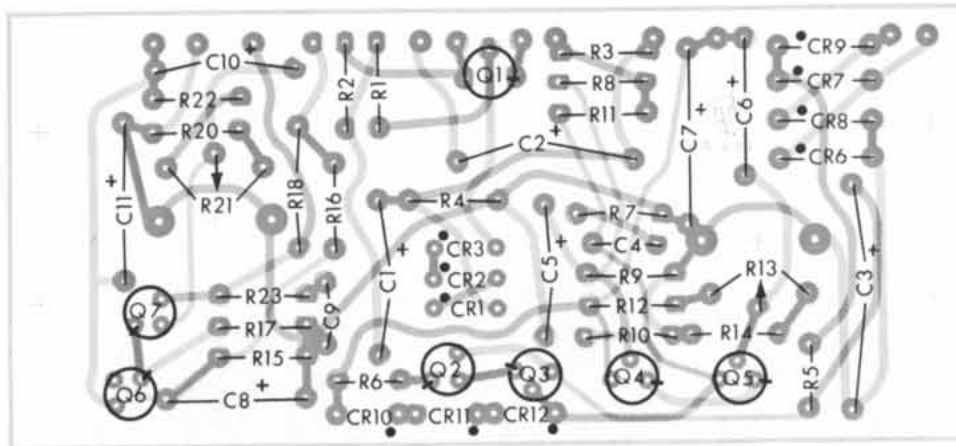 C10 + R2 R1 Q1 R3 CR9
R22 R8 CR7
R20 R11 C7 + C6 + CR8
C2 + CR6
C11 + R21 R18 R16 R4 R7
C1 + CR3 C5 + C4
CR2 R9 R13 C3 +
Q7 R23 C9 + CR1 R12
R17 R10 R14
R15 Q2 Q3 Q4 Q5
Q6 C8 + R6 R5
CR10 CR11 CR12